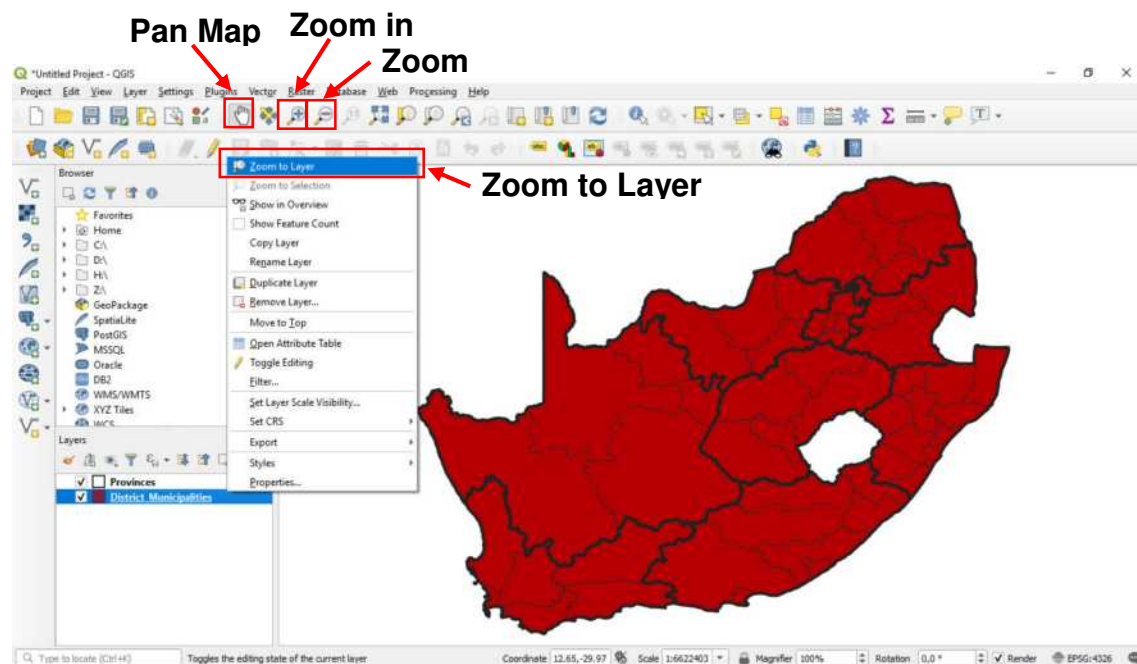 Pan Map
Zoom in
Zoom
*Untitled Project - QGIS
Project Edit View Layer Settings Plugins Vector Raster Database Web Processing Help
Zoom to Layer
Browser
Favorites
Home
C:\
D:\
H:\
Z:\
GeoPackage
SpatiaLite
PostGIS
MSSQL
Oracle
DB2
WMS/WMTS
XYZ Tiles
WCS
Zoom to Layer
Zoom to Selection
Show in Overview
Show Feature Count
Copy Layer
Rename Layer
Duplicate Layer
Remove Layer...
Move to Top
Open Attribute Table
Toggle Editing
Filter...
Set Layer Scale Visibility...
Set CRS
Export
Styles
Properties...
Layers
Provinces
District_Municipalities
Type to locate (Ctrl+K) Toggles the editing state of the current layer Coordinate 12.65,-29.97 Scale 1:6622403 Magnifier 100% Rotation 0,0 ° Render EPSG:4326